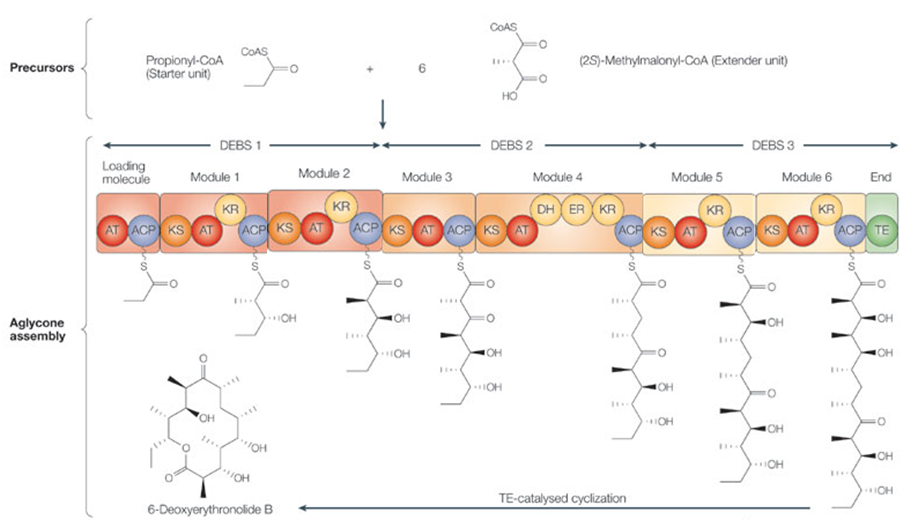 Precursors
Propionyl-CoA
(Starter unit)
CoAS
O
+
6
CoAS
O
O
HO
(2S)-Methylmalonyl-CoA (Extender unit)
DEBS 1
DEBS 2
DEBS 3
Loading
molecule
Module 1
Module 2
Module 3
Module 4
Module 5
Module 6
End
AT ACP KS AT KR ACP KS AT KR ACP KS AT ACP KS AT DH ER KR ACP KS AT KR ACP KS AT KR ACP TE
S S S S S S S
O O O O O O O
OH OH O OH OH
OH OH O OH OH
OH OH O O
OH OH OH
OH OH
Aglycone
assembly
O
OH
O
OH
O
OH
6-Deoxyerythronolide B
TE-catalysed cyclization